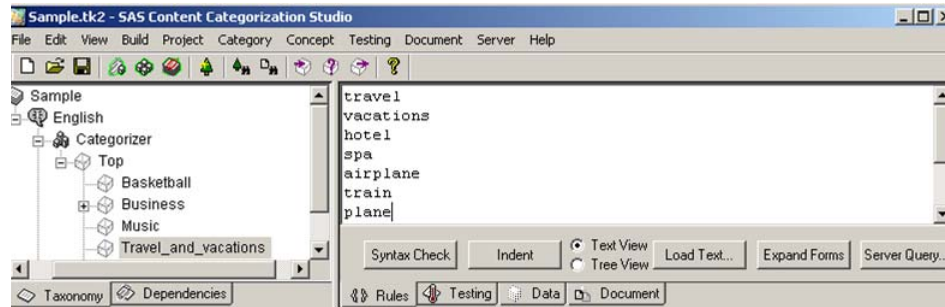 Sample.tk2 - SAS Content Categorization Studio
File Edit View Build Project Category Concept Testing Document Server Help
Sample
English
Categorizer
Top
Basketball
Business
Music
Travel_and_vacations
Taxonomy Dependencies
travel
vacations
hotel
spa
airplane
train
plane
Syntax Check Indent Text View Tree View Load Text... Expand Forms Server Query..
Rules Testing Data Document